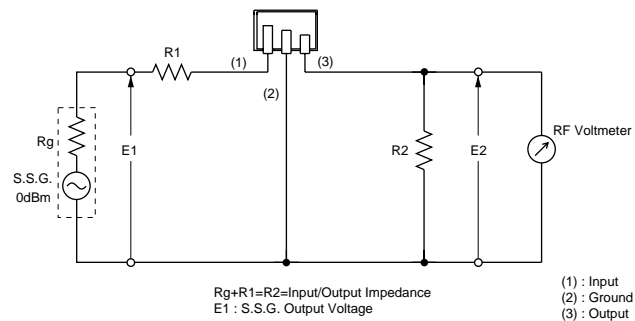 R1
(1)
(3)
(2)
Rg
E1
R2
E2
RF Voltmeter
S.S.G.
0dBm
Rg+R1=R2=Input/Output Impedance
E1 : S.S.G. Output Voltage
(1) : Input
(2) : Ground
(3) : Output